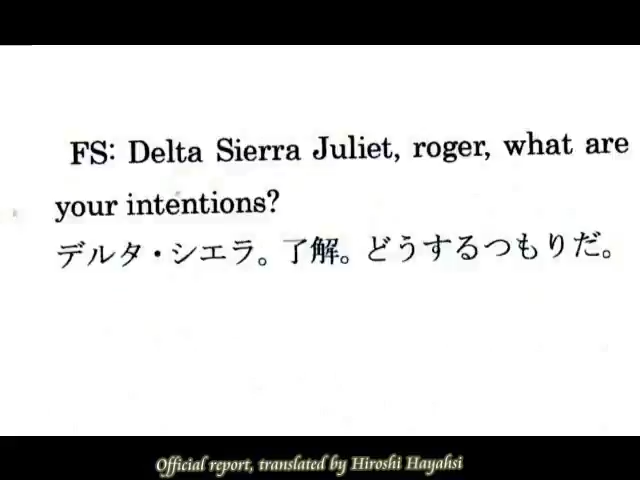 FS: Delta Sierra Juliet, roger, what are
your intentions?
デルタ・シエラ。了解。どうするつもりだ。
Official report, translated by Hiroshi Hayahsi